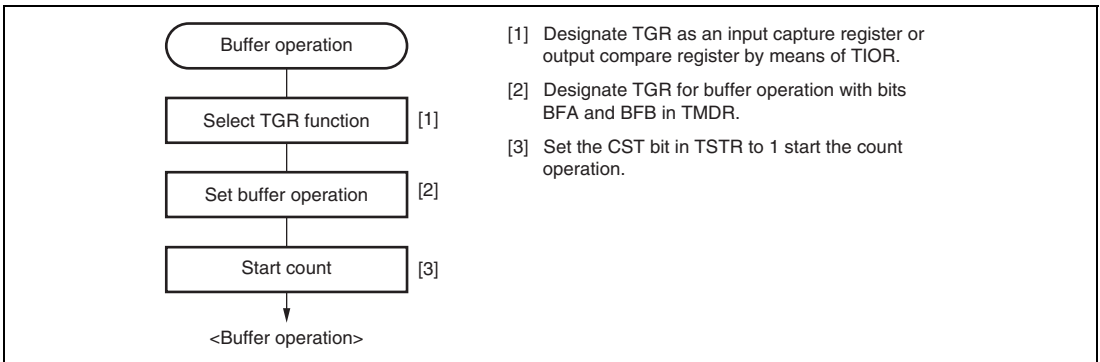 Buffer operation
Select TGR function [1]
Set buffer operation [2]
Start count [3]
<Buffer operation>
[1] Designate TGR as an input capture register or
output compare register by means of TIOR.
[2] Designate TGR for buffer operation with bits
BFA and BFB in TMDR.
[3] Set the CST bit in TSTR to 1 start the count
operation.